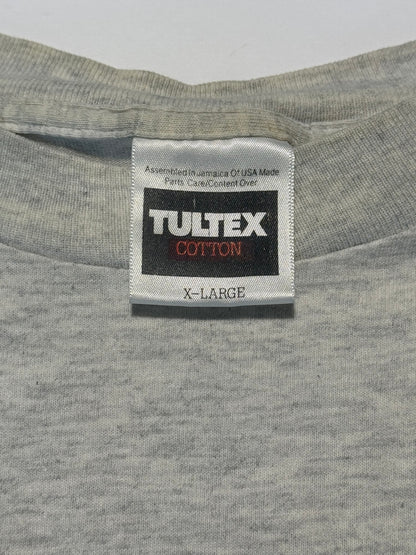 Assembled in Jamaica Of USA Made
Parts Care/Content Over
TULTEX
COTTON
X-LARGE